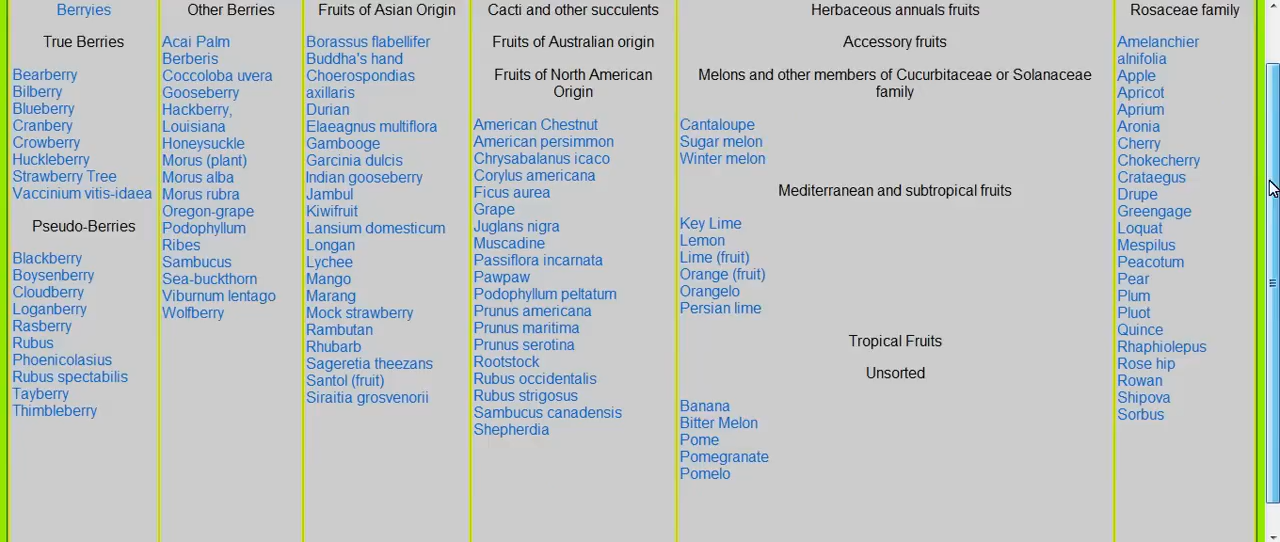 Berryies
True Berries
Bearberry
Bilberry
Blueberry
Cranbery
Crowberry
Huckleberry
Strawberry Tree
Vaccinium vitis-idaea
Pseudo-Berries
Blackberry
Boysenberry
Cloudberry
Loganberry
Rasberry
Rubus
Phoenicolasius
Rubus spectabilis
Tayberry
Thimbleberry
Other Berries
Acai Palm
Berberis
Coccoloba uvera
Gooseberry
Hackberry,
Louisiana
Honeysuckle
Morus (plant)
Morus alba
Morus rubra
Oregon-grape
Podophyllum
Ribes
Sambucus
Sea-buckthorn
Viburnum lentago
Wolfberry
Fruits of Asian Origin
Borassus flabellifer
Buddha's hand
Choerospondias
axillaris
Durian
Elaeagnus multiflora
Gambooge
Garcinia dulcis
Indian gooseberry
Jambul
Kiwifruit
Lansium domesticum
Longan
Lychee
Mango
Marang
Mock strawberry
Rambutan
Rhubarb
Sageretia theezans
Santol (fruit)
Siraitia grosvenorii
Cacti and other succulents
Fruits of Australian origin
Fruits of North American
Origin
American Chestnut
American persimmon
Chrysabalanus icaco
Corylus americana
Ficus aurea
Grape
Juglans nigra
Muscadine
Passiflora incarnata
Pawpaw
Podophyllum peltatum
Prunus americana
Prunus maritima
Prunus serotina
Rootstock
Rubus occidentalis
Rubus strigosus
Sambucus canadensis
Shepherdia
Herbaceous annuals fruits
Accessory fruits
Melons and other members of Cucurbitaceae or Solanaceae
family
Cantaloupe
Sugar melon
Winter melon
Mediterranean and subtropical fruits
Key Lime
Lemon
Lime (fruit)
Orange (fruit)
Orangelo
Persian lime
Tropical Fruits
Unsorted
Banana
Bitter Melon
Pome
Pomegranate
Pomelo
Rosaceae family
Amelanchier
alnifolia
Apple
Apricot
Aprium
Aronia
Cherry
Chokecherry
Crataegus
Drupe
Greengage
Loquat
Mespilus
Peacotum
Pear
Plum
Pluot
Quince
Rhaphiolepus
Rose hip
Rowan
Shipova
Sorbus